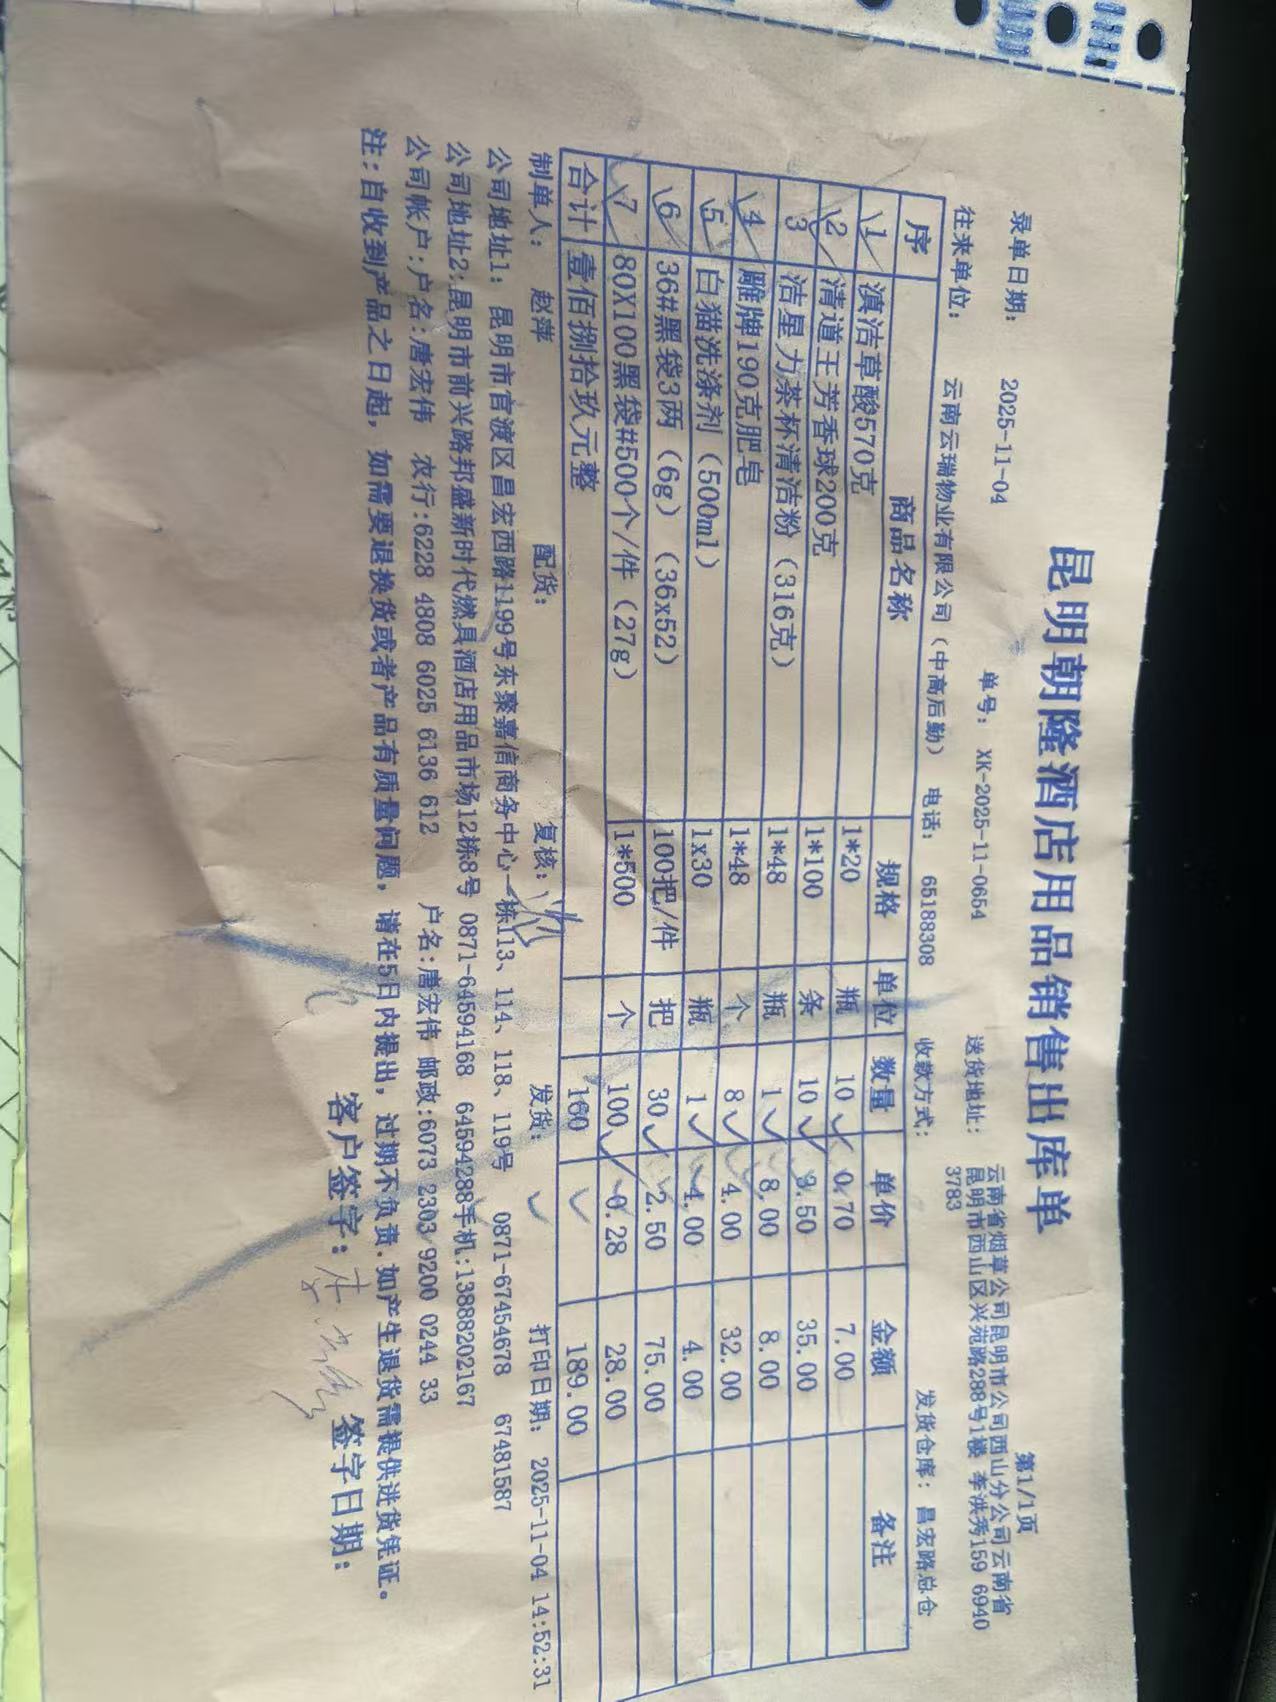 昆明朝隆酒店用品销售出库单
第1/1页
录单日期: 2025-11-04 单号: XK-2025-11-0654 送货地址: 云南省烟草公司昆明市公司西山分公司云南省
昆明市西山区兴苑路288号1楼 李洪秀159 6940
3783
往来单位: 云南云瑞物业有限公司(中高后勤) 电话: 65188308 收款方式: 发货仓库: 昌宏路总仓
序 商品名称 规格 单位 数量 单价 金额 备注
1 滇洁草酸570克 1*20 瓶 10 0.70 7.00
2 清道王芳香球200克 1*100 条 10 3.50 35.00
3 洁星力茶杯清洁粉(316克) 1*48 瓶 1 8.00 8.00
4 雕牌190克肥皂 1*48 个 8 4.00 32.00
5 白猫洗涤剂(500ml) 1x30 瓶 1 4.00 4.00
6 36#黑袋3两(6g)(36x52) 100把/件 把 30 2.50 75.00
7 80X100黑袋#500个/件(27g) 1*500 个 100 0.28 28.00
合计 壹佰捌拾玖元整 160 189.00
制单人: 赵萍 配货: 复核: 发货: 打印日期: 2025-11-04 14:52:31
公司地址1: 昆明市官渡区昌宏西路1199号东聚嘉信商务中心一栋113、114、118、119号 0871-67454678 67481587
公司地址2:昆明市前兴路邦盛新时代燃具酒店用品市场12栋8号 0871-64594168 64594288手机:13888202167
公司帐户:户名:唐宏伟 农行:6228 4808 6025 6136 612 户名:唐宏伟 邮政:6073 2303 9200 0244 33
注:自收到产品之日起,如需要退换货或者产品有质量问题,请在5日内提出,过期不负责.如产生退货需提供进货凭证。
客户签字: 签字日期: